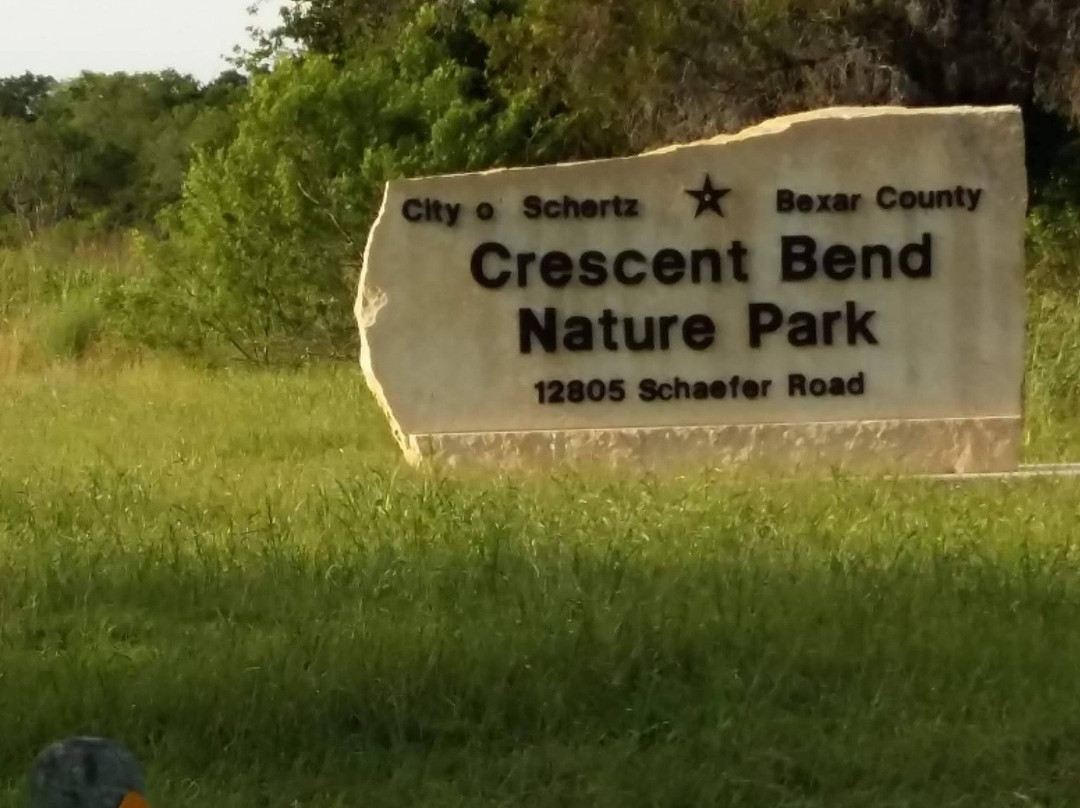 City o Schertz ★ Bexar County
Crescent Bend
Nature Park
12805 Schaefer Road